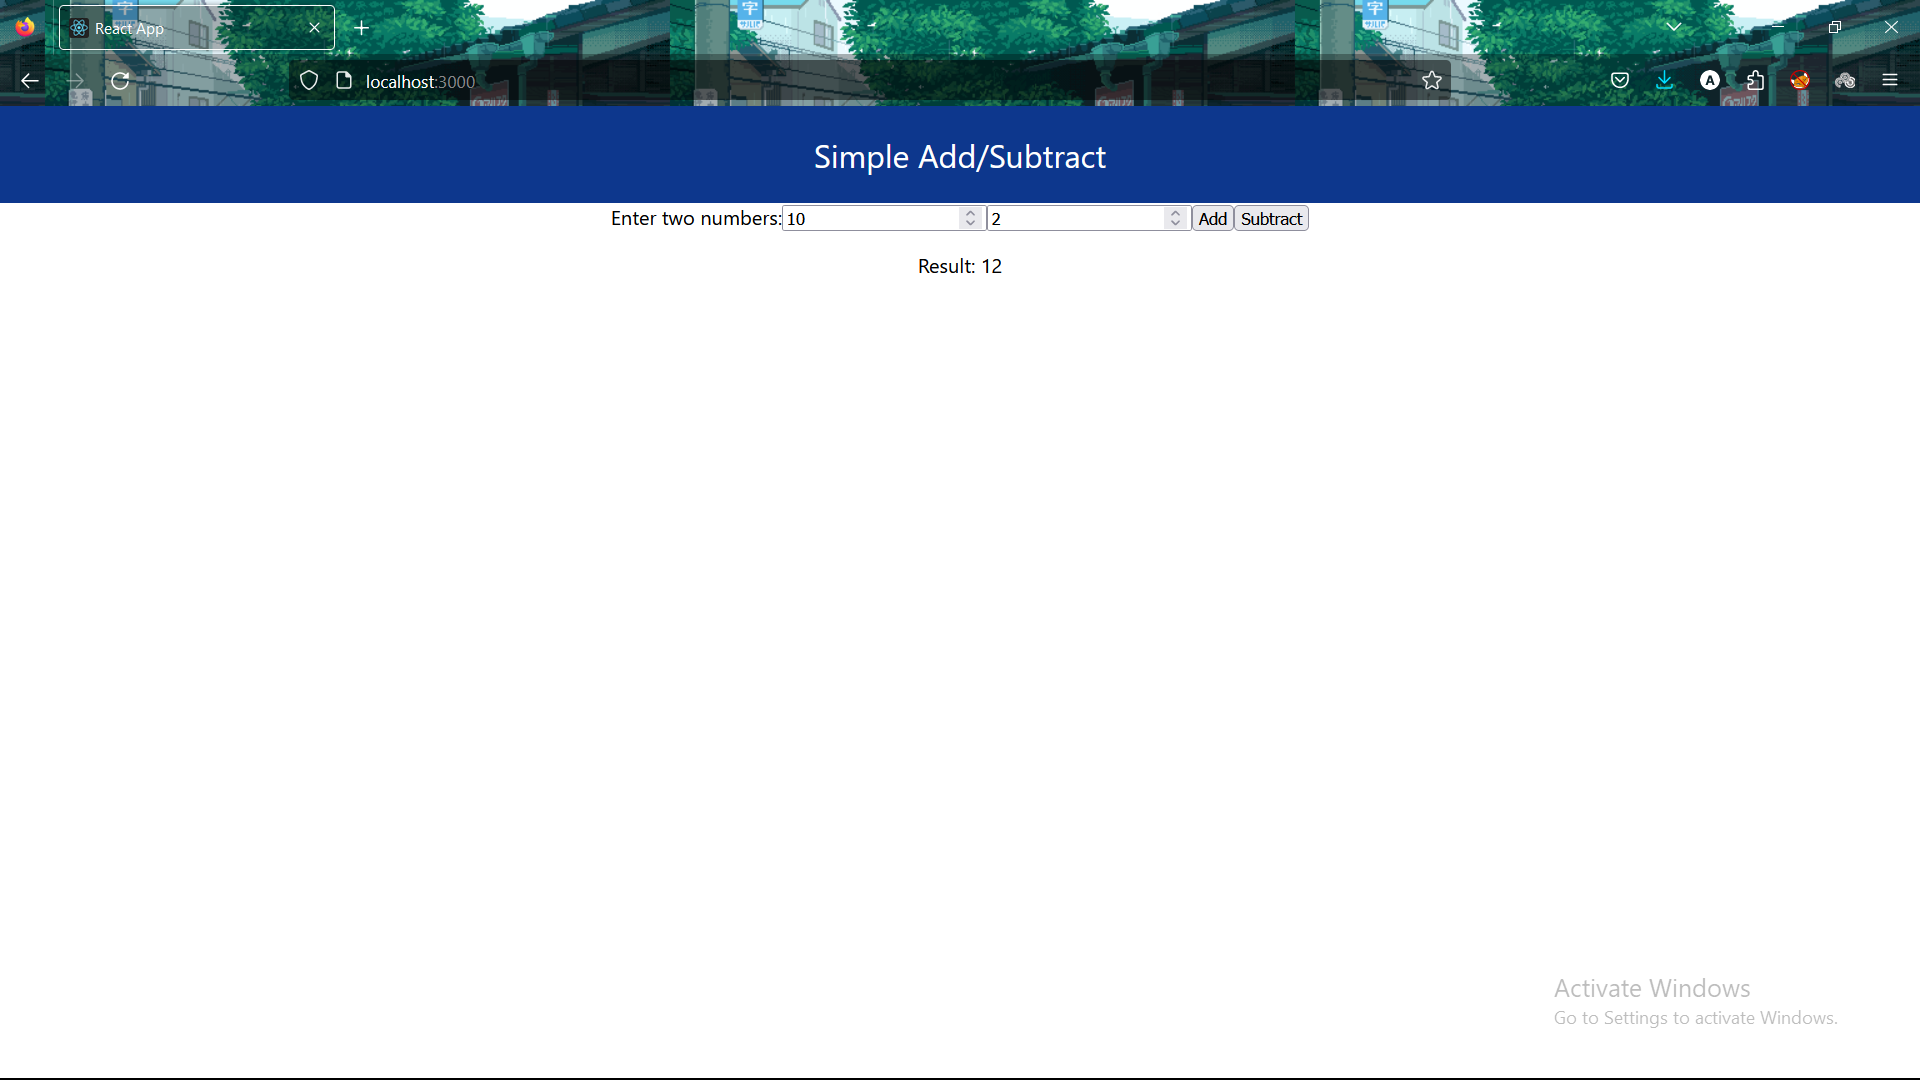 React App
localhost:3000
Simple Add/Subtract
Enter two numbers: 10 2 Add Subtract
Result: 12
Activate Windows
Go to Settings to activate Windows.